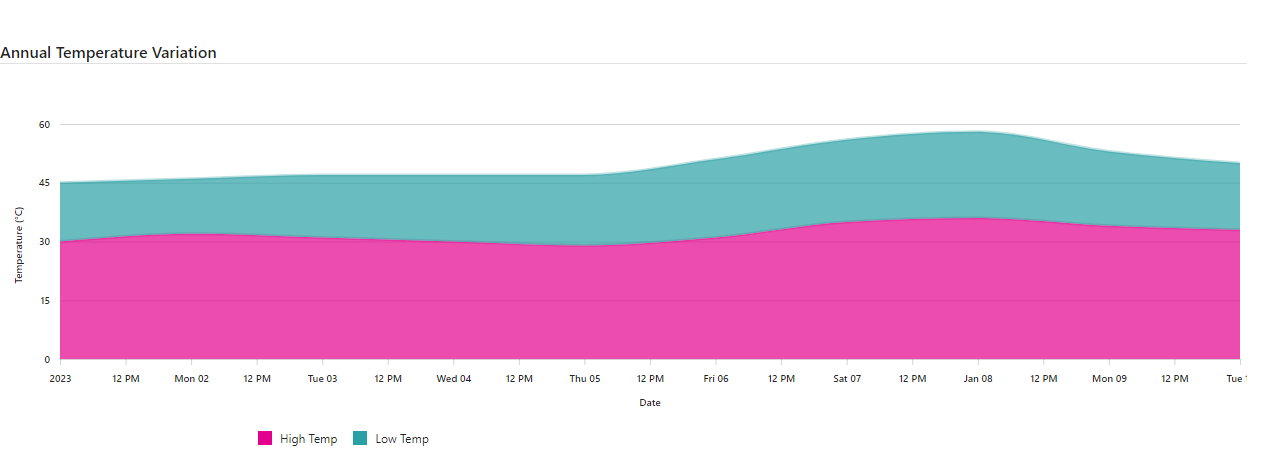 Annual Temperature Variation
60
45
30
15
0
Temperature (°C)
2023 12 PM Mon 02 12 PM Tue 03 12 PM Wed 04 12 PM Thu 05 12 PM Fri 06 12 PM Sat 07 12 PM Jan 08 12 PM Mon 09 12 PM Tue
Date
High Temp Low Temp